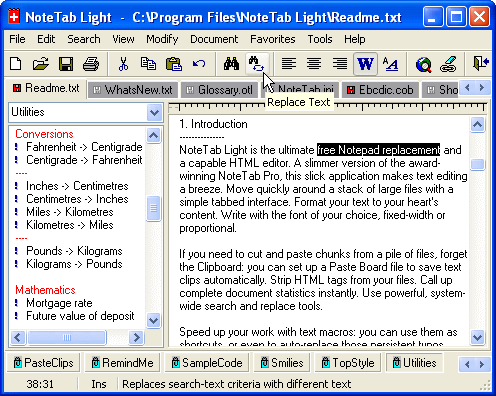 NoteTab Light - C:\Program Files\NoteTab Light\Readme.txt
File Edit Search View Modify Document Favorites Tools Help
W A A
Readme.txt WhatsNew.txt Glossary.otl NoteTab.ini Ebcdic.cob Sho
Replace Text
Utilities
Conversions
Fahrenheit -> Centigrade
Centigrade -> Fahrenheit
----
Inches -> Centimetres
Centimetres -> Inches
Miles -> Kilometres
Kilometres -> Miles
----
Pounds -> Kilograms
Kilograms -> Pounds
Mathematics
Mortgage rate
Future value of deposit
1. Introduction
---------------
NoteTab Light is the ultimate free Notepad replacement and
a capable HTML editor. A slimmer version of the award-
winning NoteTab Pro, this slick application makes text editing
a breeze. Move quickly around a stack of large files with a
simple tabbed interface. Format your text to your heart's
content. Write with the font of your choice, fixed-width or
proportional.
If you need to cut and paste chunks from a pile of files, forget
the Clipboard: you can set up a Paste Board file to save text
clips automatically. Strip HTML tags from your files. Call up
complete document statistics instantly. Use powerful, system-
wide search and replace tools.
Speed up your work with text macros: you can use them as
shortcuts, or even to auto-replace those persistent typos
PasteClips RemindMe SampleCode Smilies TopStyle Utilities
38:31 Ins Replaces search-text criteria with different text